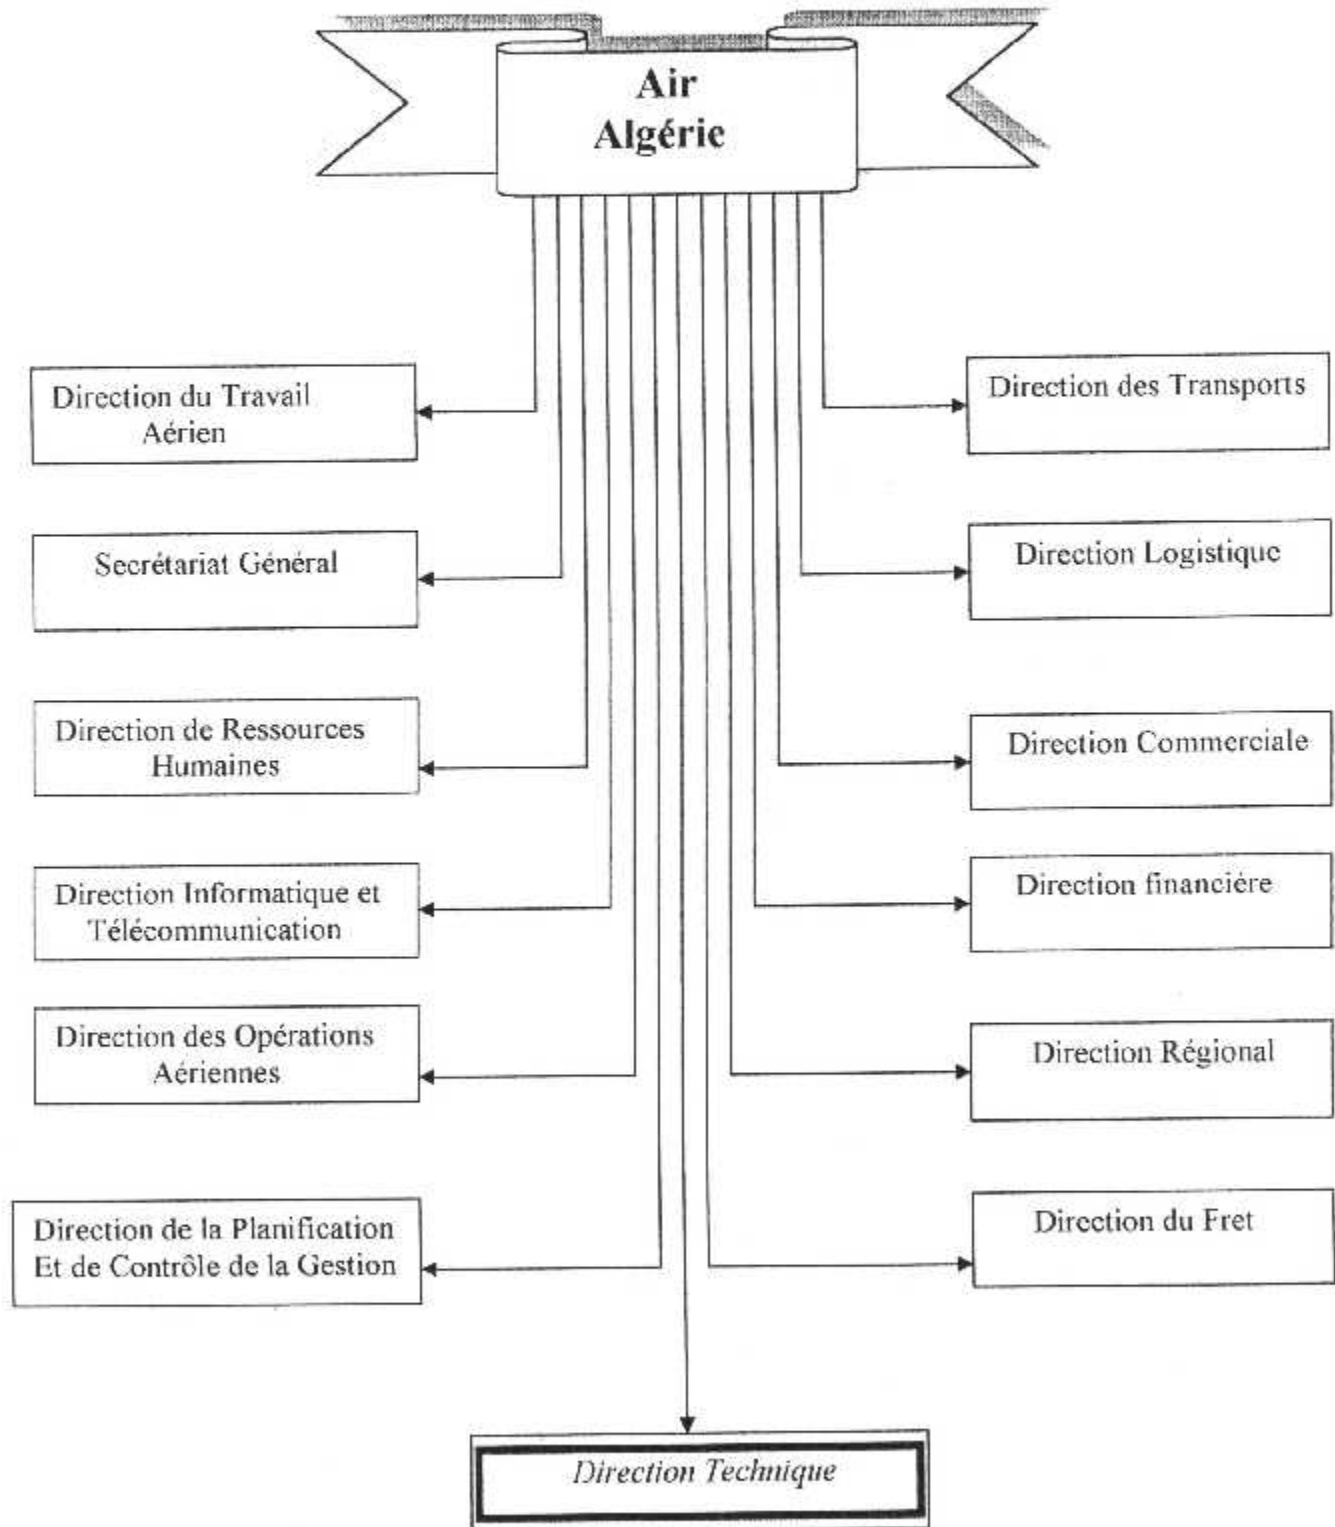 Air
Algérie
Direction du Travail
Aérien
Direction des Transports
Secrétariat Général
Direction Logistique
Direction de Ressources
Humaines
Direction Commerciale
Direction Informatique et
Télécommunication
Direction financière
Direction des Opérations
Aériennes
Direction Régional
Direction de la Planification
Et de Contrôle de la Gestion
Direction du Fret
Direction Technique